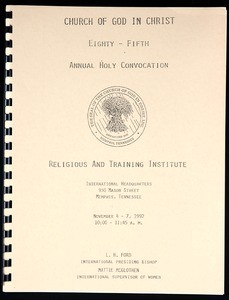 CHURCH OF GOD IN CHRIST
EIGHTY - FIFTH
ANNUAL HOLY CONVOCATION
RELIGIOUS AND TRAINING INSTITUTE
INTERNATIONAL HEADQUARTERS
930 MASON STREET
MEMPHIS, TENNESSEE
NOVEMBER 4 - 7, 1992
10:00 - 11:45 A. M.
L. H. FORD
INTERNATIONAL PRESIDING BISHOP
MATTIE MCGLOTHEN
INTERNATIONAL SUPERVISOR OF WOMEN